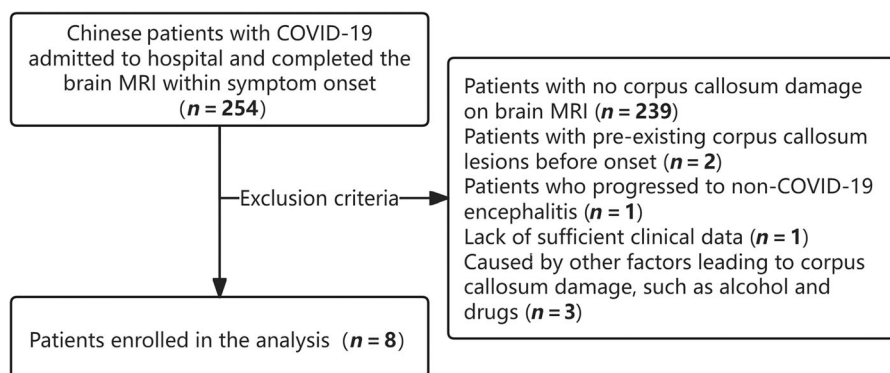 Chinese patients with COVID-19
admitted to hospital and completed the
brain MRI within symptom onset
(n = 254)
Exclusion criteria
Patients with no corpus callosum damage
on brain MRI (n = 239)
Patients with pre-existing corpus callosum
lesions before onset (n = 2)
Patients who progressed to non-COVID-19
encephalitis (n = 1)
Lack of sufficient clinical data (n = 1)
Caused by other factors leading to corpus
callosum damage, such as alcohol and
drugs (n = 3)
Patients enrolled in the analysis (n = 8)